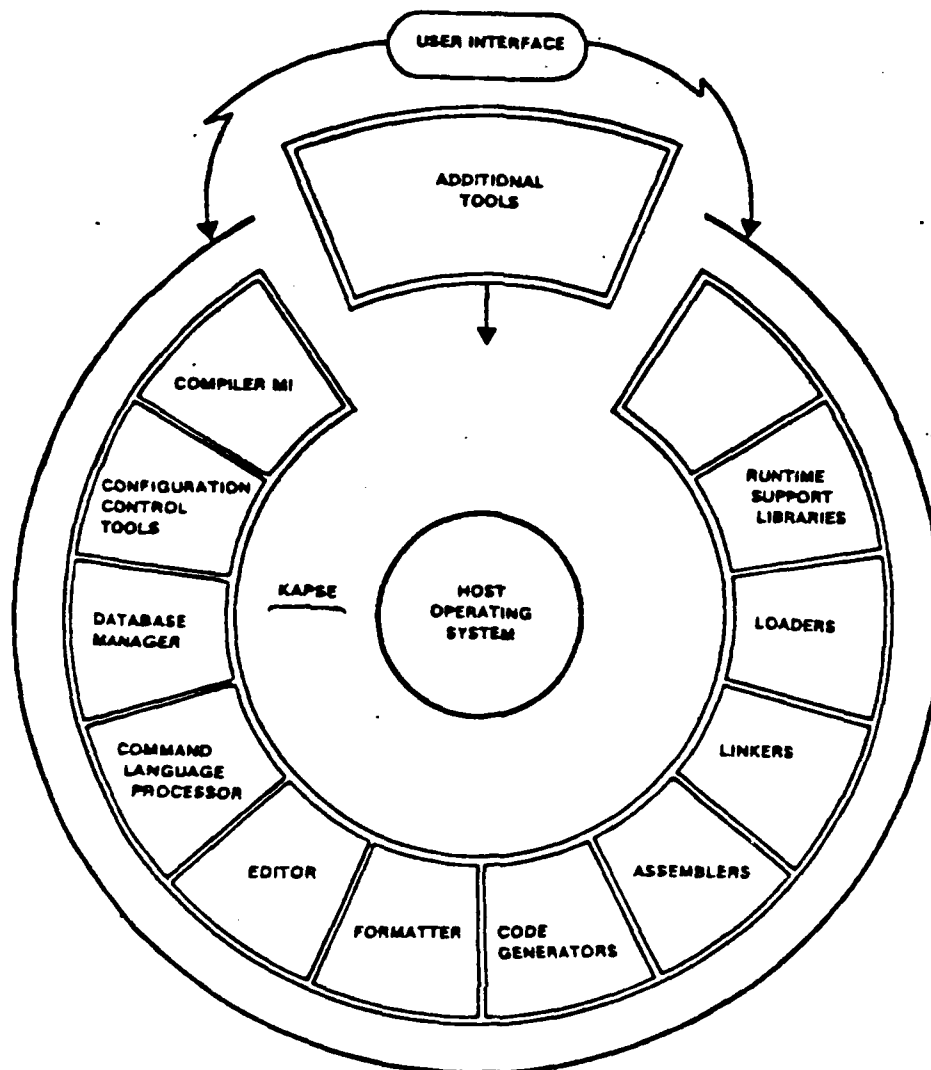 USER INTERFACE
ADDITIONAL
TOOLS
COMPILER MI
CONFIGURATION
CONTROL
TOOLS
RUNTIME
SUPPORT
LIBRARIES
KAPSE
HOST
OPERATING
SYSTEM
DATABASE
MANAGER
LOADERS
COMMAND
LANGUAGE
PROCESSOR
LINKERS
EDITOR
ASSEMBLERS
FORMATTER
CODE
GENERATORS